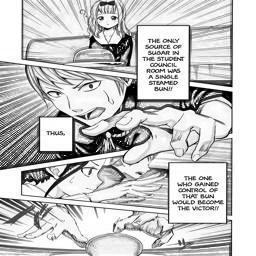 THE ONLY
SOURCE OF
SUGAR IN
THE STUDENT
COUNCIL
ROOM WAS
A SINGLE
STEAMED
BUN!!
THUS,
THE ONE
WHO GAINED
CONTROL OF
THAT BUN
WOULD BECOME
THE VICTOR!!